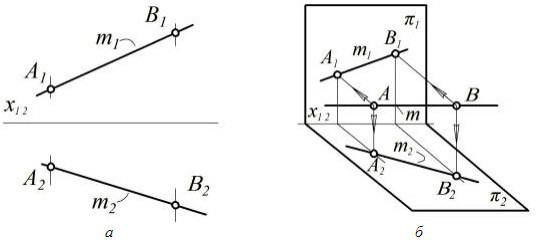 B₁
m₁
A₁
x₁₂
A₂
m₂
B₂
а
π₁
B₁
m₁
A₁
A
B
x₁₂
m
m₂
A₂
B₂
π₂
б